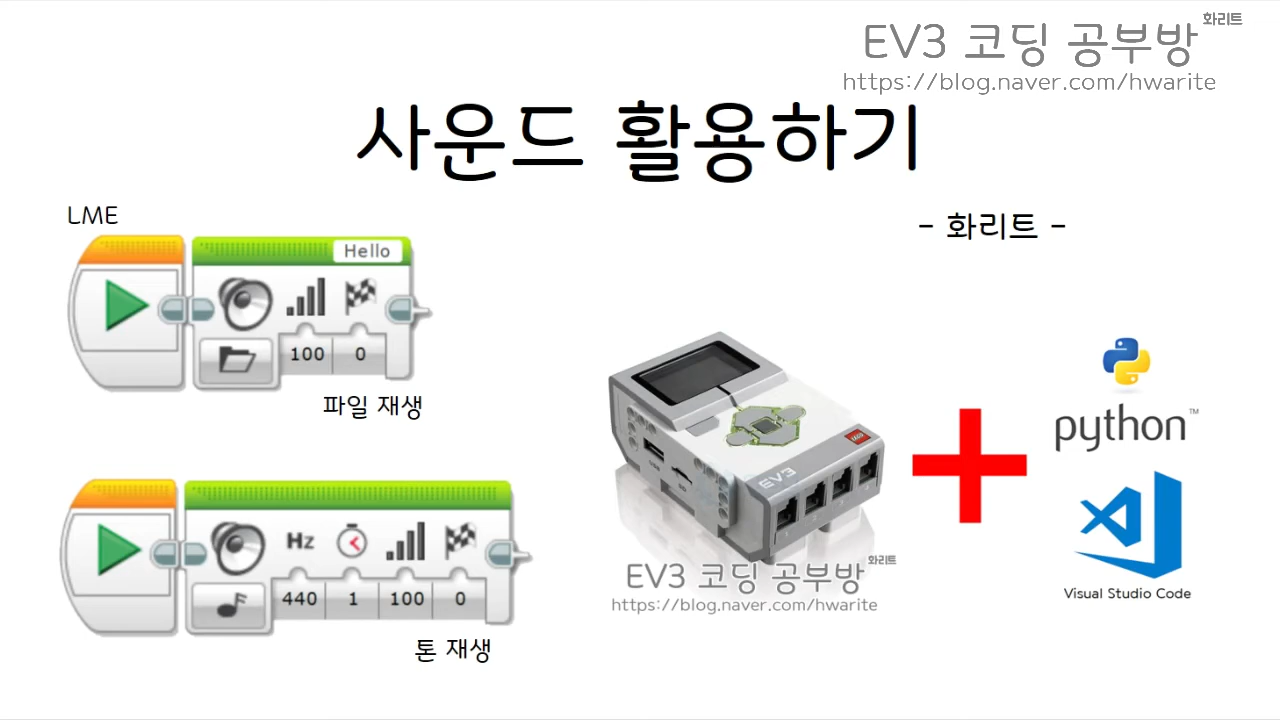 화리트
EV3 코딩 공부방
https://blog.naver.com/hwarite
사운드 활용하기
- 화리트 -
LME
Hello
100 0
파일 재생
Hz
440 1 100 0
톤 재생
EV3
화리트
EV3 코딩 공부방
https://blog.naver.com/hwarite
python™
Visual Studio Code